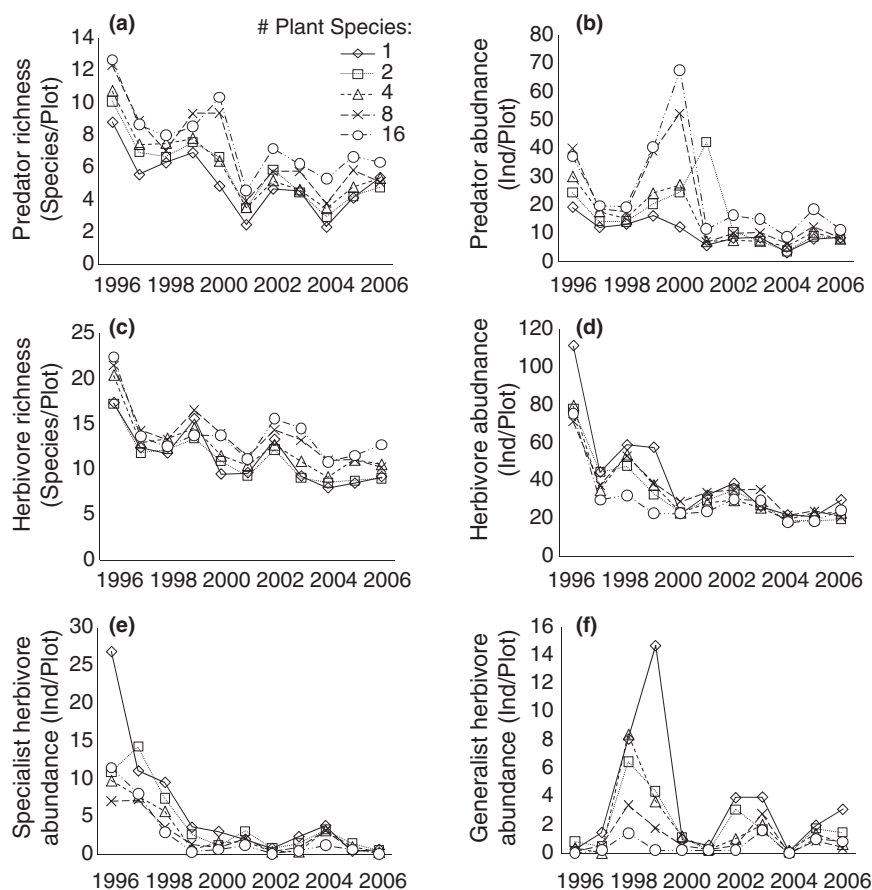 (a)
# Plant Species:
1
2
4
8
16
14
12
10
8
6
4
2
0
Predator richness
(Species/Plot)
1996 1998 2000 2002 2004 2006
(b)
80
70
60
50
40
30
20
10
0
Predator abudnance
(Ind/Plot)
1996 1998 2000 2002 2004 2006
(c)
25
20
15
10
5
0
Herbivore richness
(Species/Plot)
1996 1998 2000 2002 2004 2006
(d)
120
100
80
60
40
20
0
Herbivore abudnance
(Ind/Plot)
1996 1998 2000 2002 2004 2006
(e)
30
25
20
15
10
5
0
Specialist herbivore
abundance (Ind/Plot)
1996 1998 2000 2002 2004 2006
(f)
16
14
12
10
8
6
4
2
0
Generalist herbivore
abundance (Ind/Plot)
1996 1998 2000 2002 2004 2006